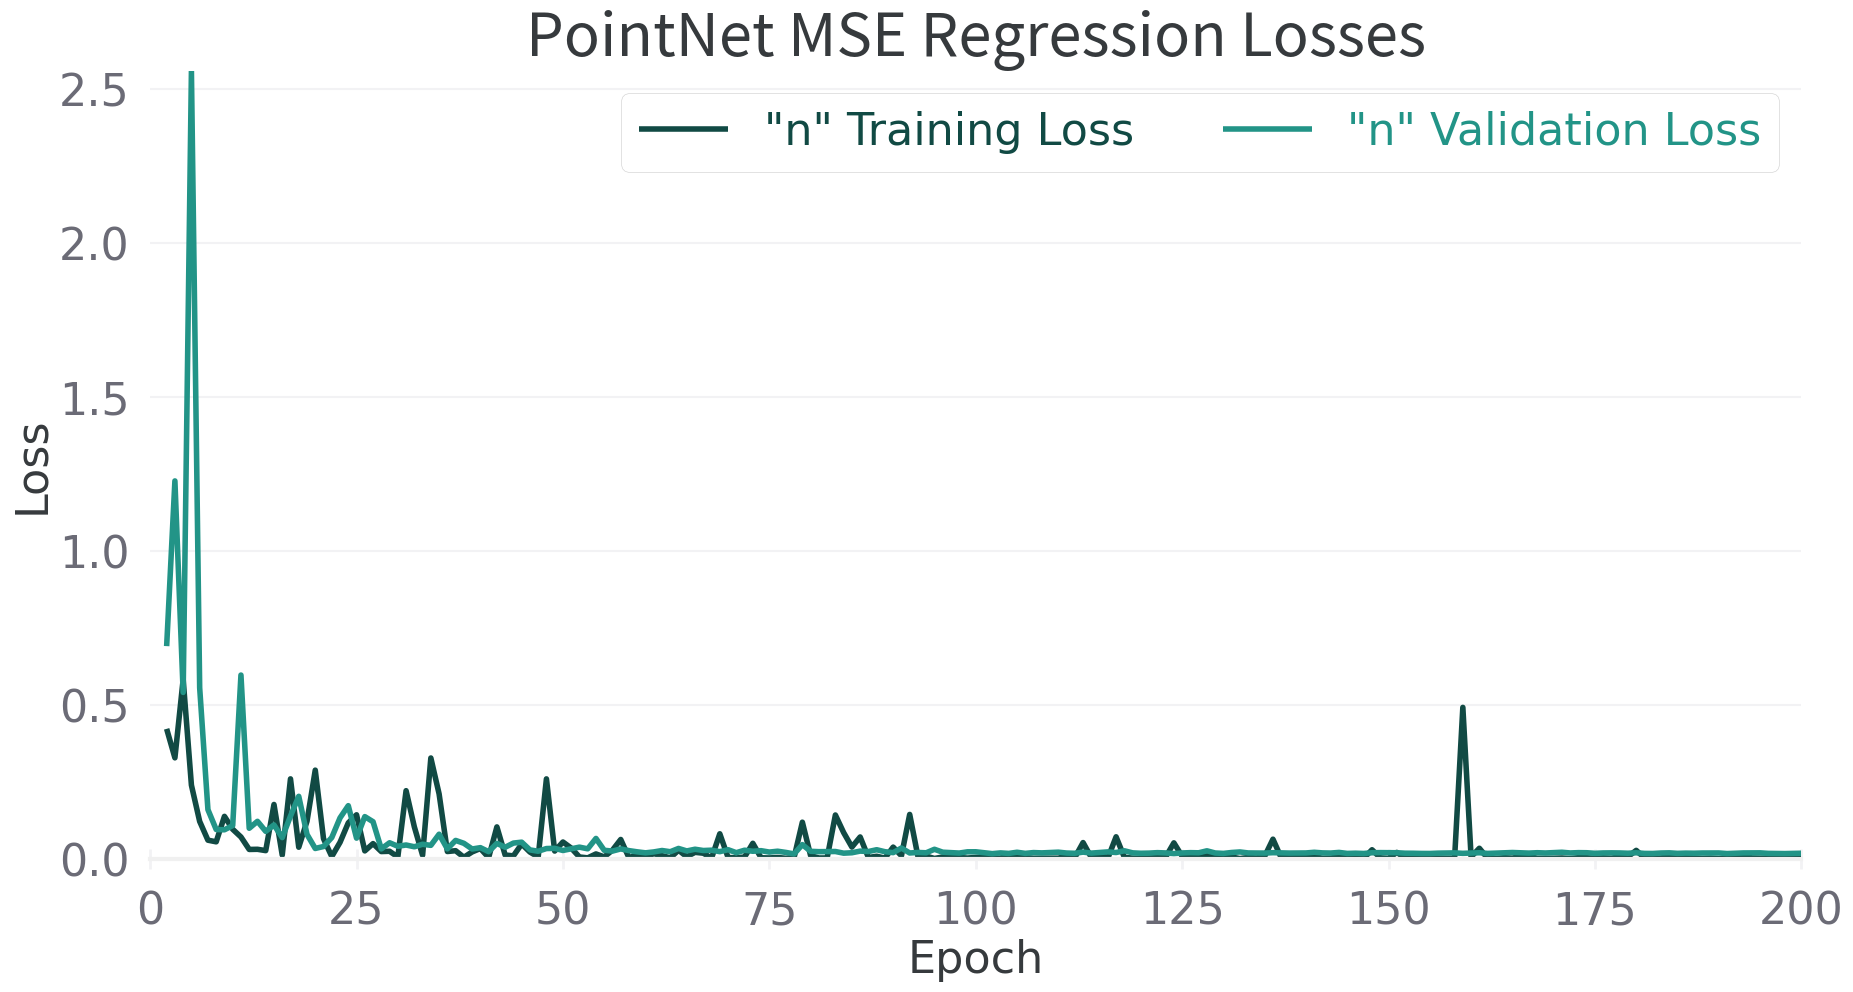 PointNet MSE Regression Losses
"n" Training Loss
"n" Validation Loss
2.5
2.0
1.5
1.0
0.5
0.0
Loss
0 25 50 75 100 125 150 175 200
Epoch